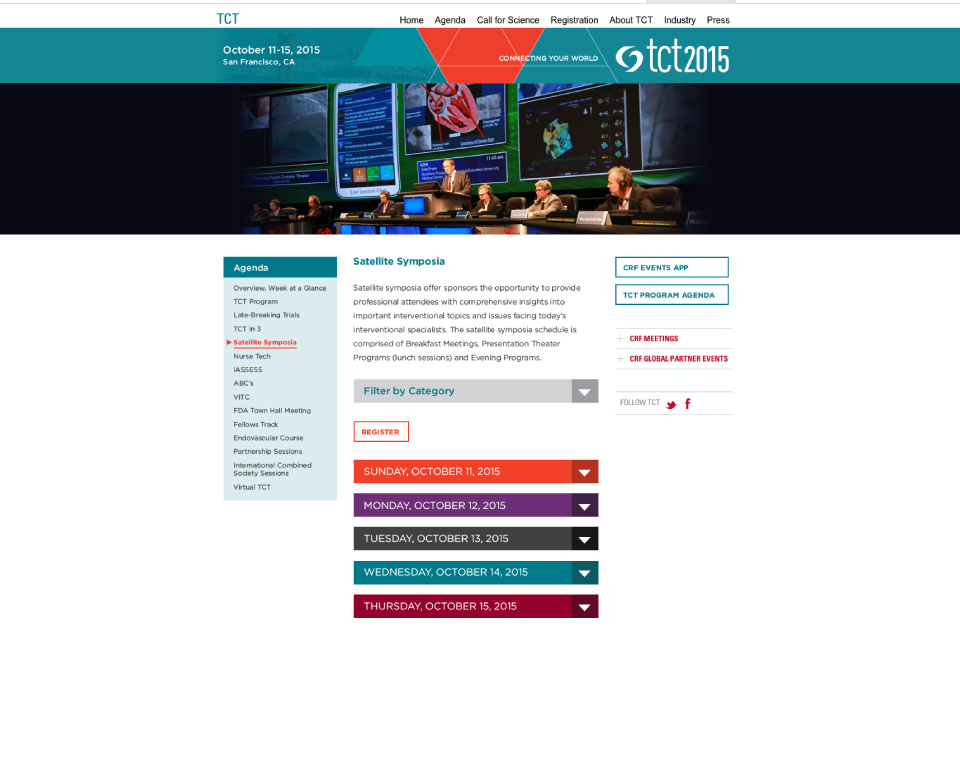 TCT
Home Agenda Call for Science Registration About TCT Industry Press
October 11-15, 2015
San Francisco, CA
CONNECTING YOUR WORLD
tct2015
11:45 am
Agenda
Overview, Week at a Glance
TCT Program
Late-Breaking Trials
TCT in 3
Satellite Symposia
Nurse Tech
iASSESS
ABC's
VITC
FDA Town Hall Meeting
Fellows Track
Endovascular Course
Partnership Sessions
International Combined
Society Sessions
Virtual TCT
Satellite Symposia
Satellite symposia offer sponsors the opportunity to provide
professional attendees with comprehensive insights into
important interventional topics and issues facing today's
interventional specialists. The satellite symposia schedule is
comprised of Breakfast Meetings, Presentation Theater
Programs (lunch sessions) and Evening Programs.
Filter by Category
REGISTER
SUNDAY, OCTOBER 11, 2015
MONDAY, OCTOBER 12, 2015
TUESDAY, OCTOBER 13, 2015
WEDNESDAY, OCTOBER 14, 2015
THURSDAY, OCTOBER 15, 2015
CRF EVENTS APP
TCT PROGRAM AGENDA
CRF MEETINGS
CRF GLOBAL PARTNER EVENTS
FOLLOW TCT